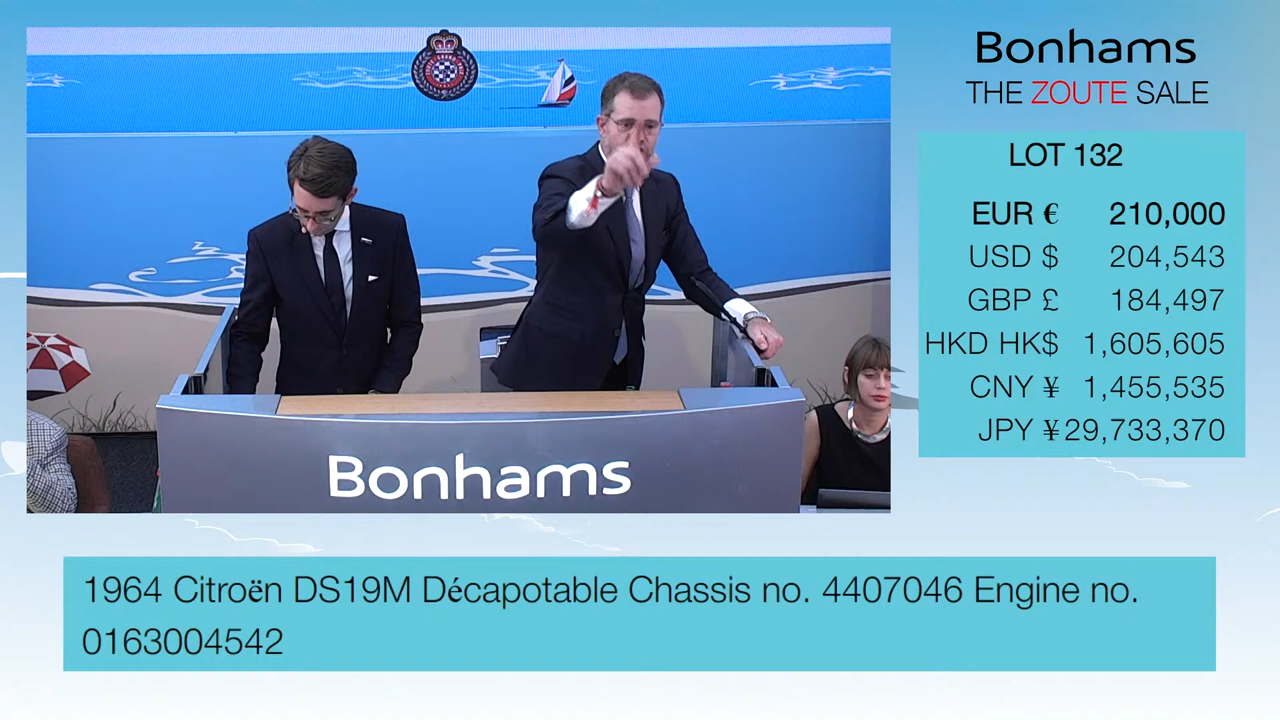 Bonhams
THE ZOUTE SALE
LOT 132
EUR € 210,000
USD $ 204,543
GBP £ 184,497
HKD HK$ 1,605,605
CNY ¥ 1,455,535
JPY ¥ 29,733,370
Bonhams
1964 Citroën DS19M Décapotable Chassis no. 4407046 Engine no.
0163004542